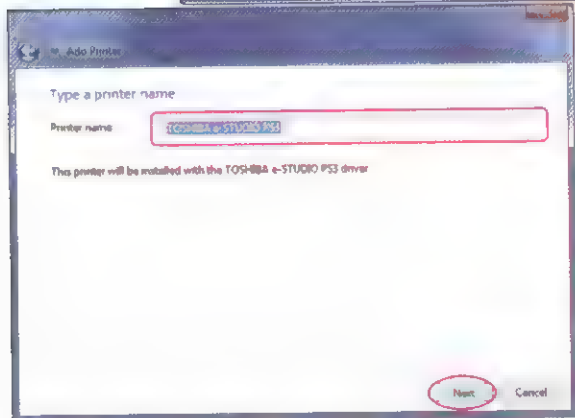 Add Printer
Type a printer name
Printer name
TOSHIBA e-STUDIO PS3
This printer will be installed with the TOSHIBA e-STUDIO PS3 driver
Next
Cancel